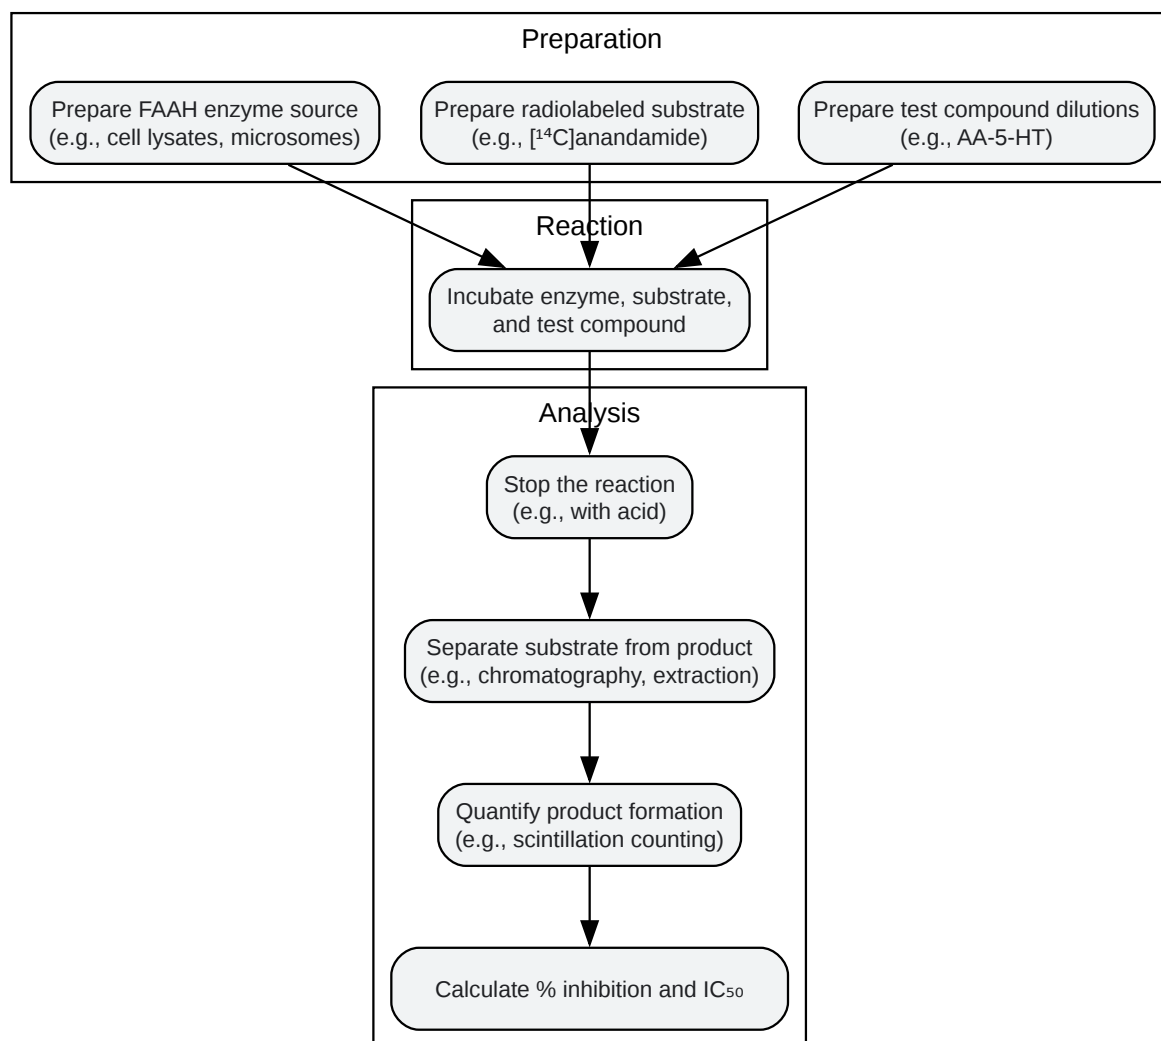 Preparation
Prepare FAAH enzyme source
(e.g., cell lysates, microsomes)
Prepare radiolabeled substrate
(e.g., [¹⁴C]anandamide)
Prepare test compound dilutions
(e.g., AA-5-HT)
Reaction
Incubate enzyme, substrate,
and test compound
Analysis
Stop the reaction
(e.g., with acid)
Separate substrate from product
(e.g., chromatography, extraction)
Quantify product formation
(e.g., scintillation counting)
Calculate % inhibition and IC₅₀